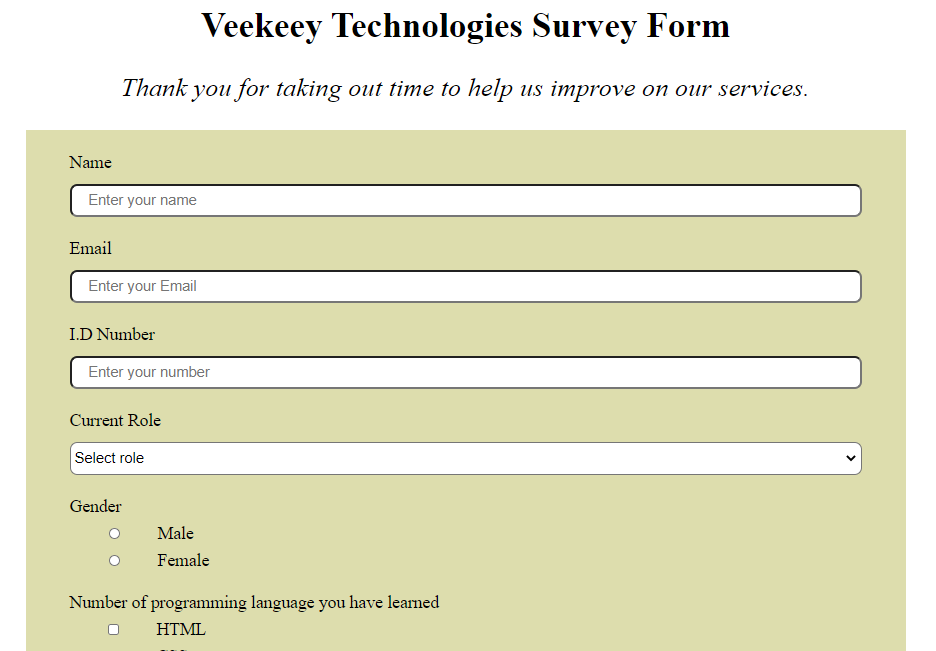 Veekeey Technologies Survey Form
Thank you for taking out time to help us improve on our services.
Name
Enter your name
Email
Enter your Email
I.D Number
Enter your number
Current Role
Select role
Gender
Male
Female
Number of programming language you have learned
HTML